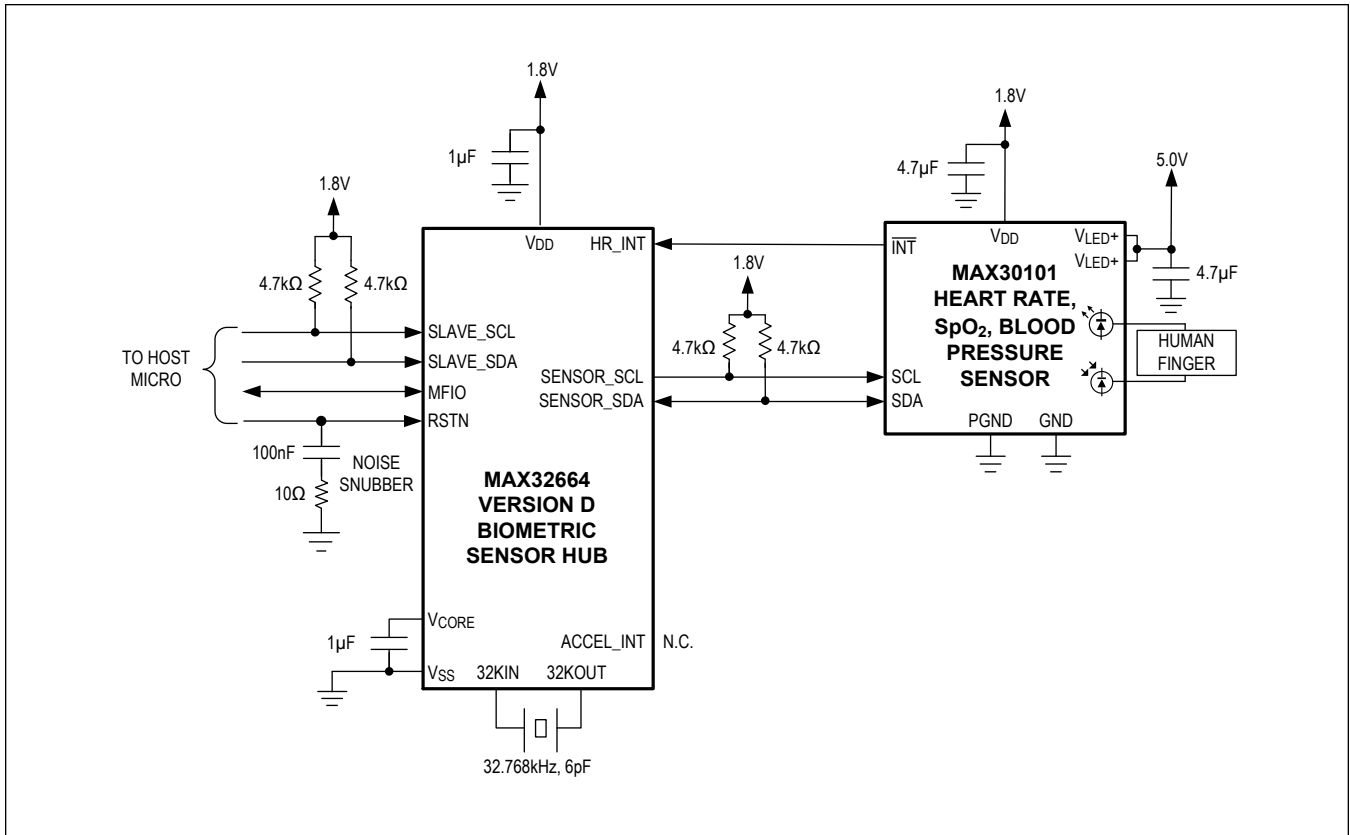 1.8V
1µF
1.8V
4.7kΩ
4.7kΩ
TO HOST
MICRO
100nF
NOISE
SNUBBER
10Ω
VDD
HR_INT
SLAVE_SCL
SLAVE_SDA
MFIO
RSTN
SENSOR_SCL
SENSOR_SDA
MAX32664
VERSION D
BIOMETRIC
SENSOR HUB
VCORE
1µF
VSS
32KIN
32KOUT
ACCEL_INT
N.C.
32.768kHz, 6pF
1.8V
4.7kΩ
4.7kΩ
1.8V
4.7µF
5.0V
4.7µF
INT
VDD
VLED+
VLED+
MAX30101
HEART RATE,
SpO₂, BLOOD
PRESSURE
SENSOR
SCL
SDA
PGND
GND
HUMAN
FINGER